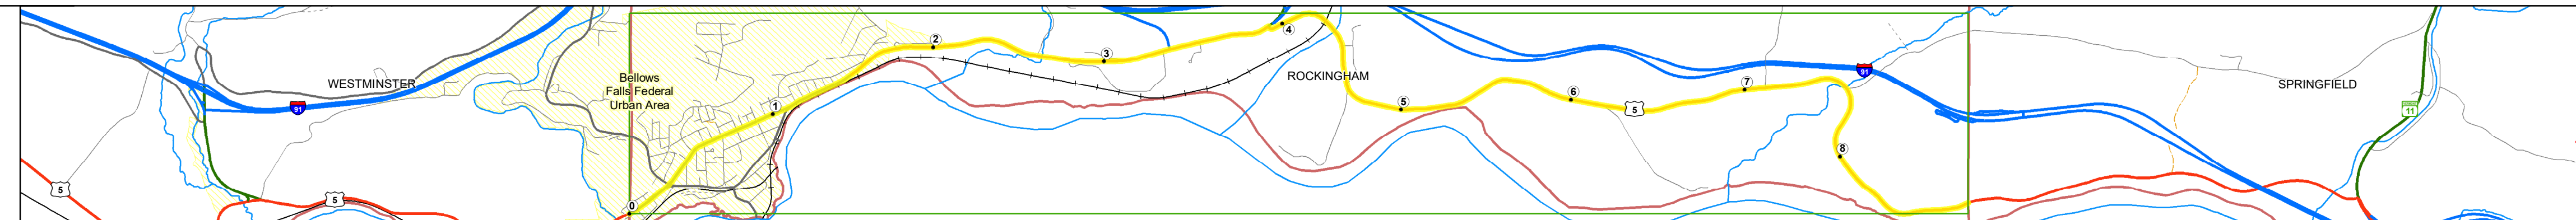 WESTMINSTER
91
5
5
Bellows
Falls Federal
Urban Area
0
1
2
3
4
ROCKINGHAM
5
6
5
7
91
8
SPRINGFIELD
11